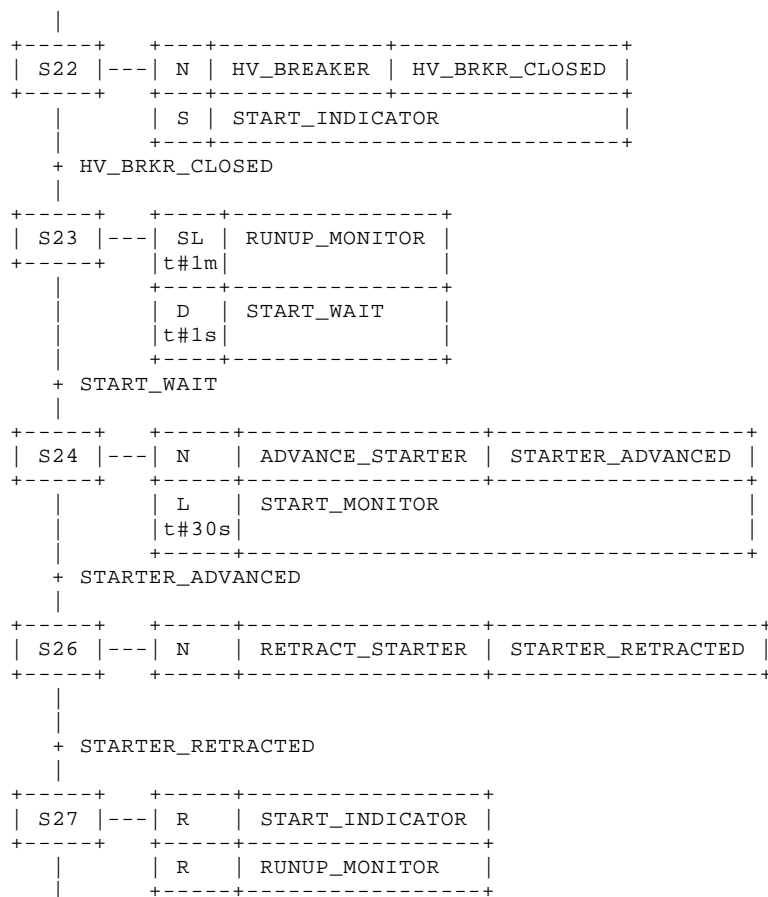 S22 N HV_BREAKER HV_BRKR_CLOSED
S START_INDICATOR
HV_BRKR_CLOSED
S23 SL RUNUP_MONITOR
t#1m
D START_WAIT
t#1s
START_WAIT
S24 N ADVANCE_STARTER STARTER_ADVANCED
L START_MONITOR
t#30s
STARTER_ADVANCED
S26 N RETRACT_STARTER STARTER_RETRACTED
STARTER_RETRACTED
S27 R START_INDICATOR
R RUNUP_MONITOR